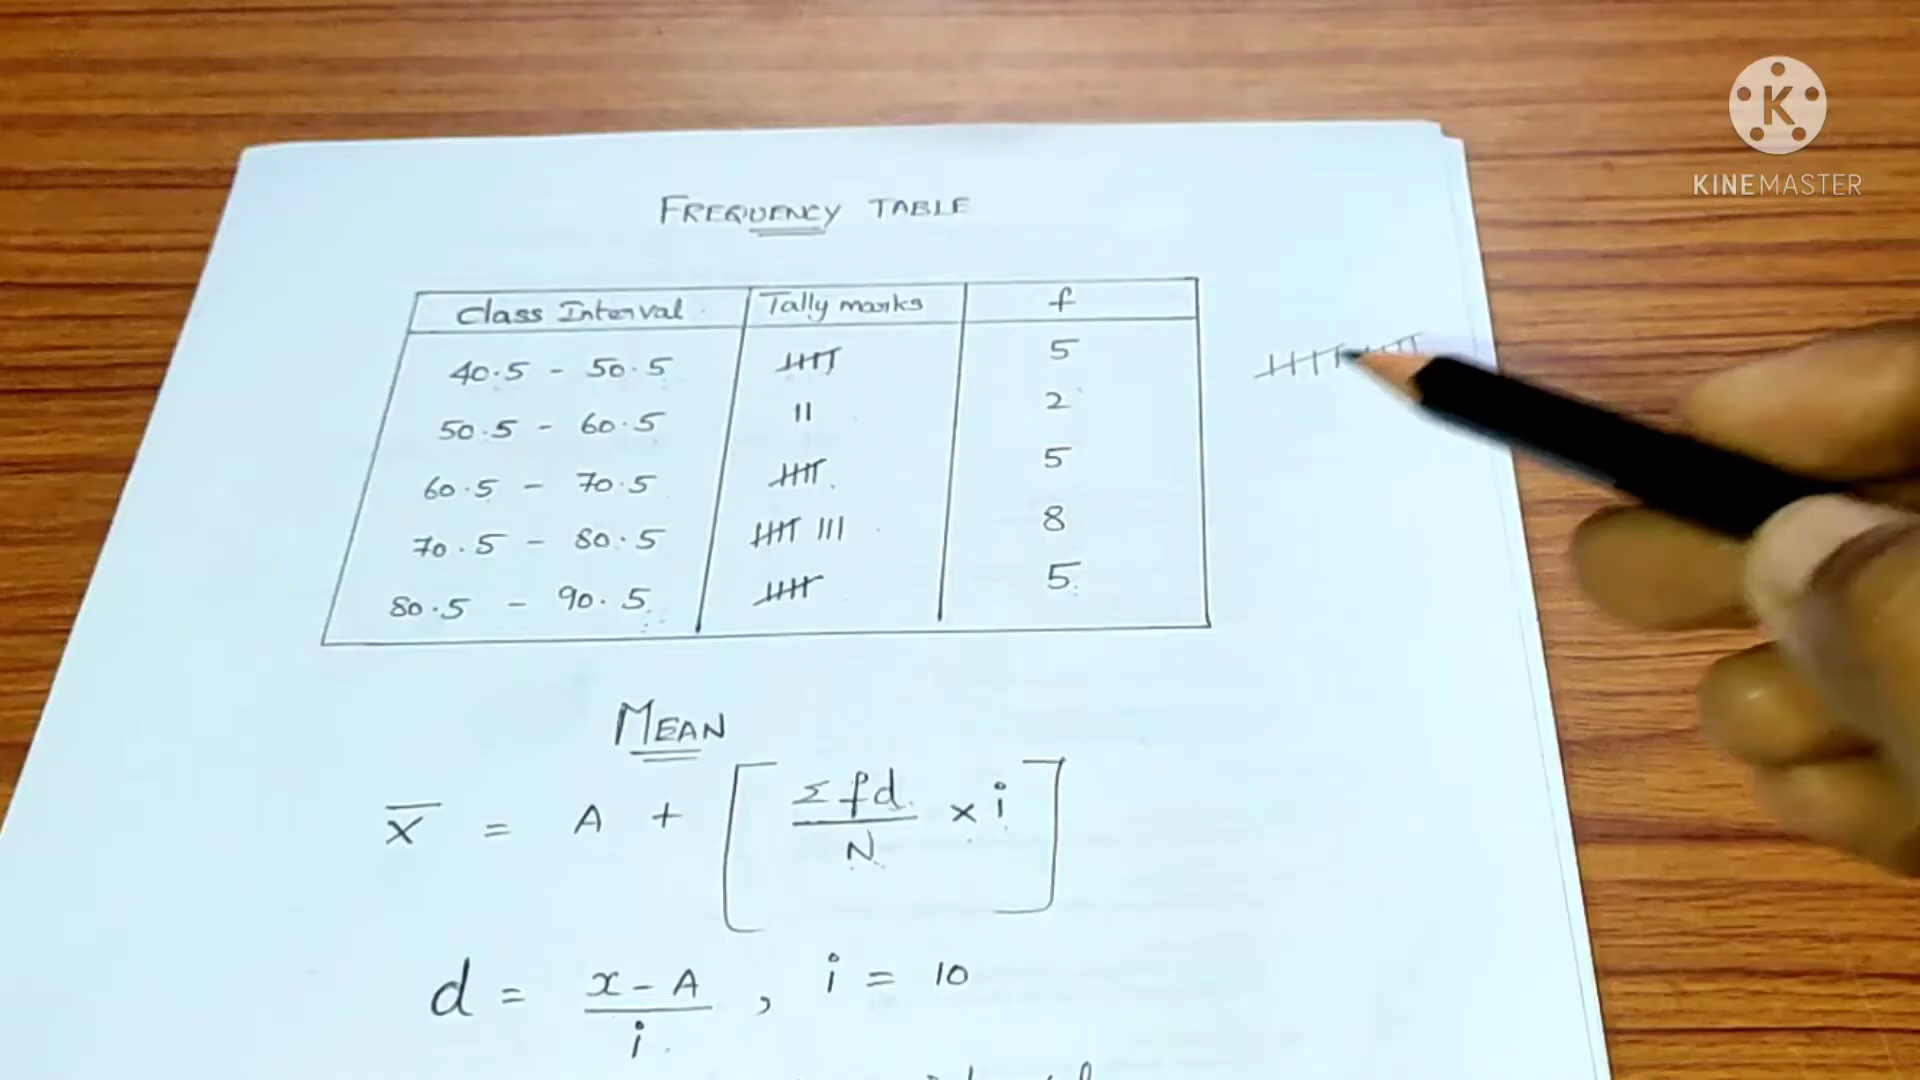 K
KINEMASTER
FREQUENCY TABLE
Class Interval Tally marks f
40.5 - 50.5 5
50.5 - 60.5 || 2
60.5 - 70.5 5
70.5 - 80.5 ||| 8
80.5 - 90.5 5
MEAN
X̅ = A + [ Σfd / N × i ]
d = x - A / i , i = 10